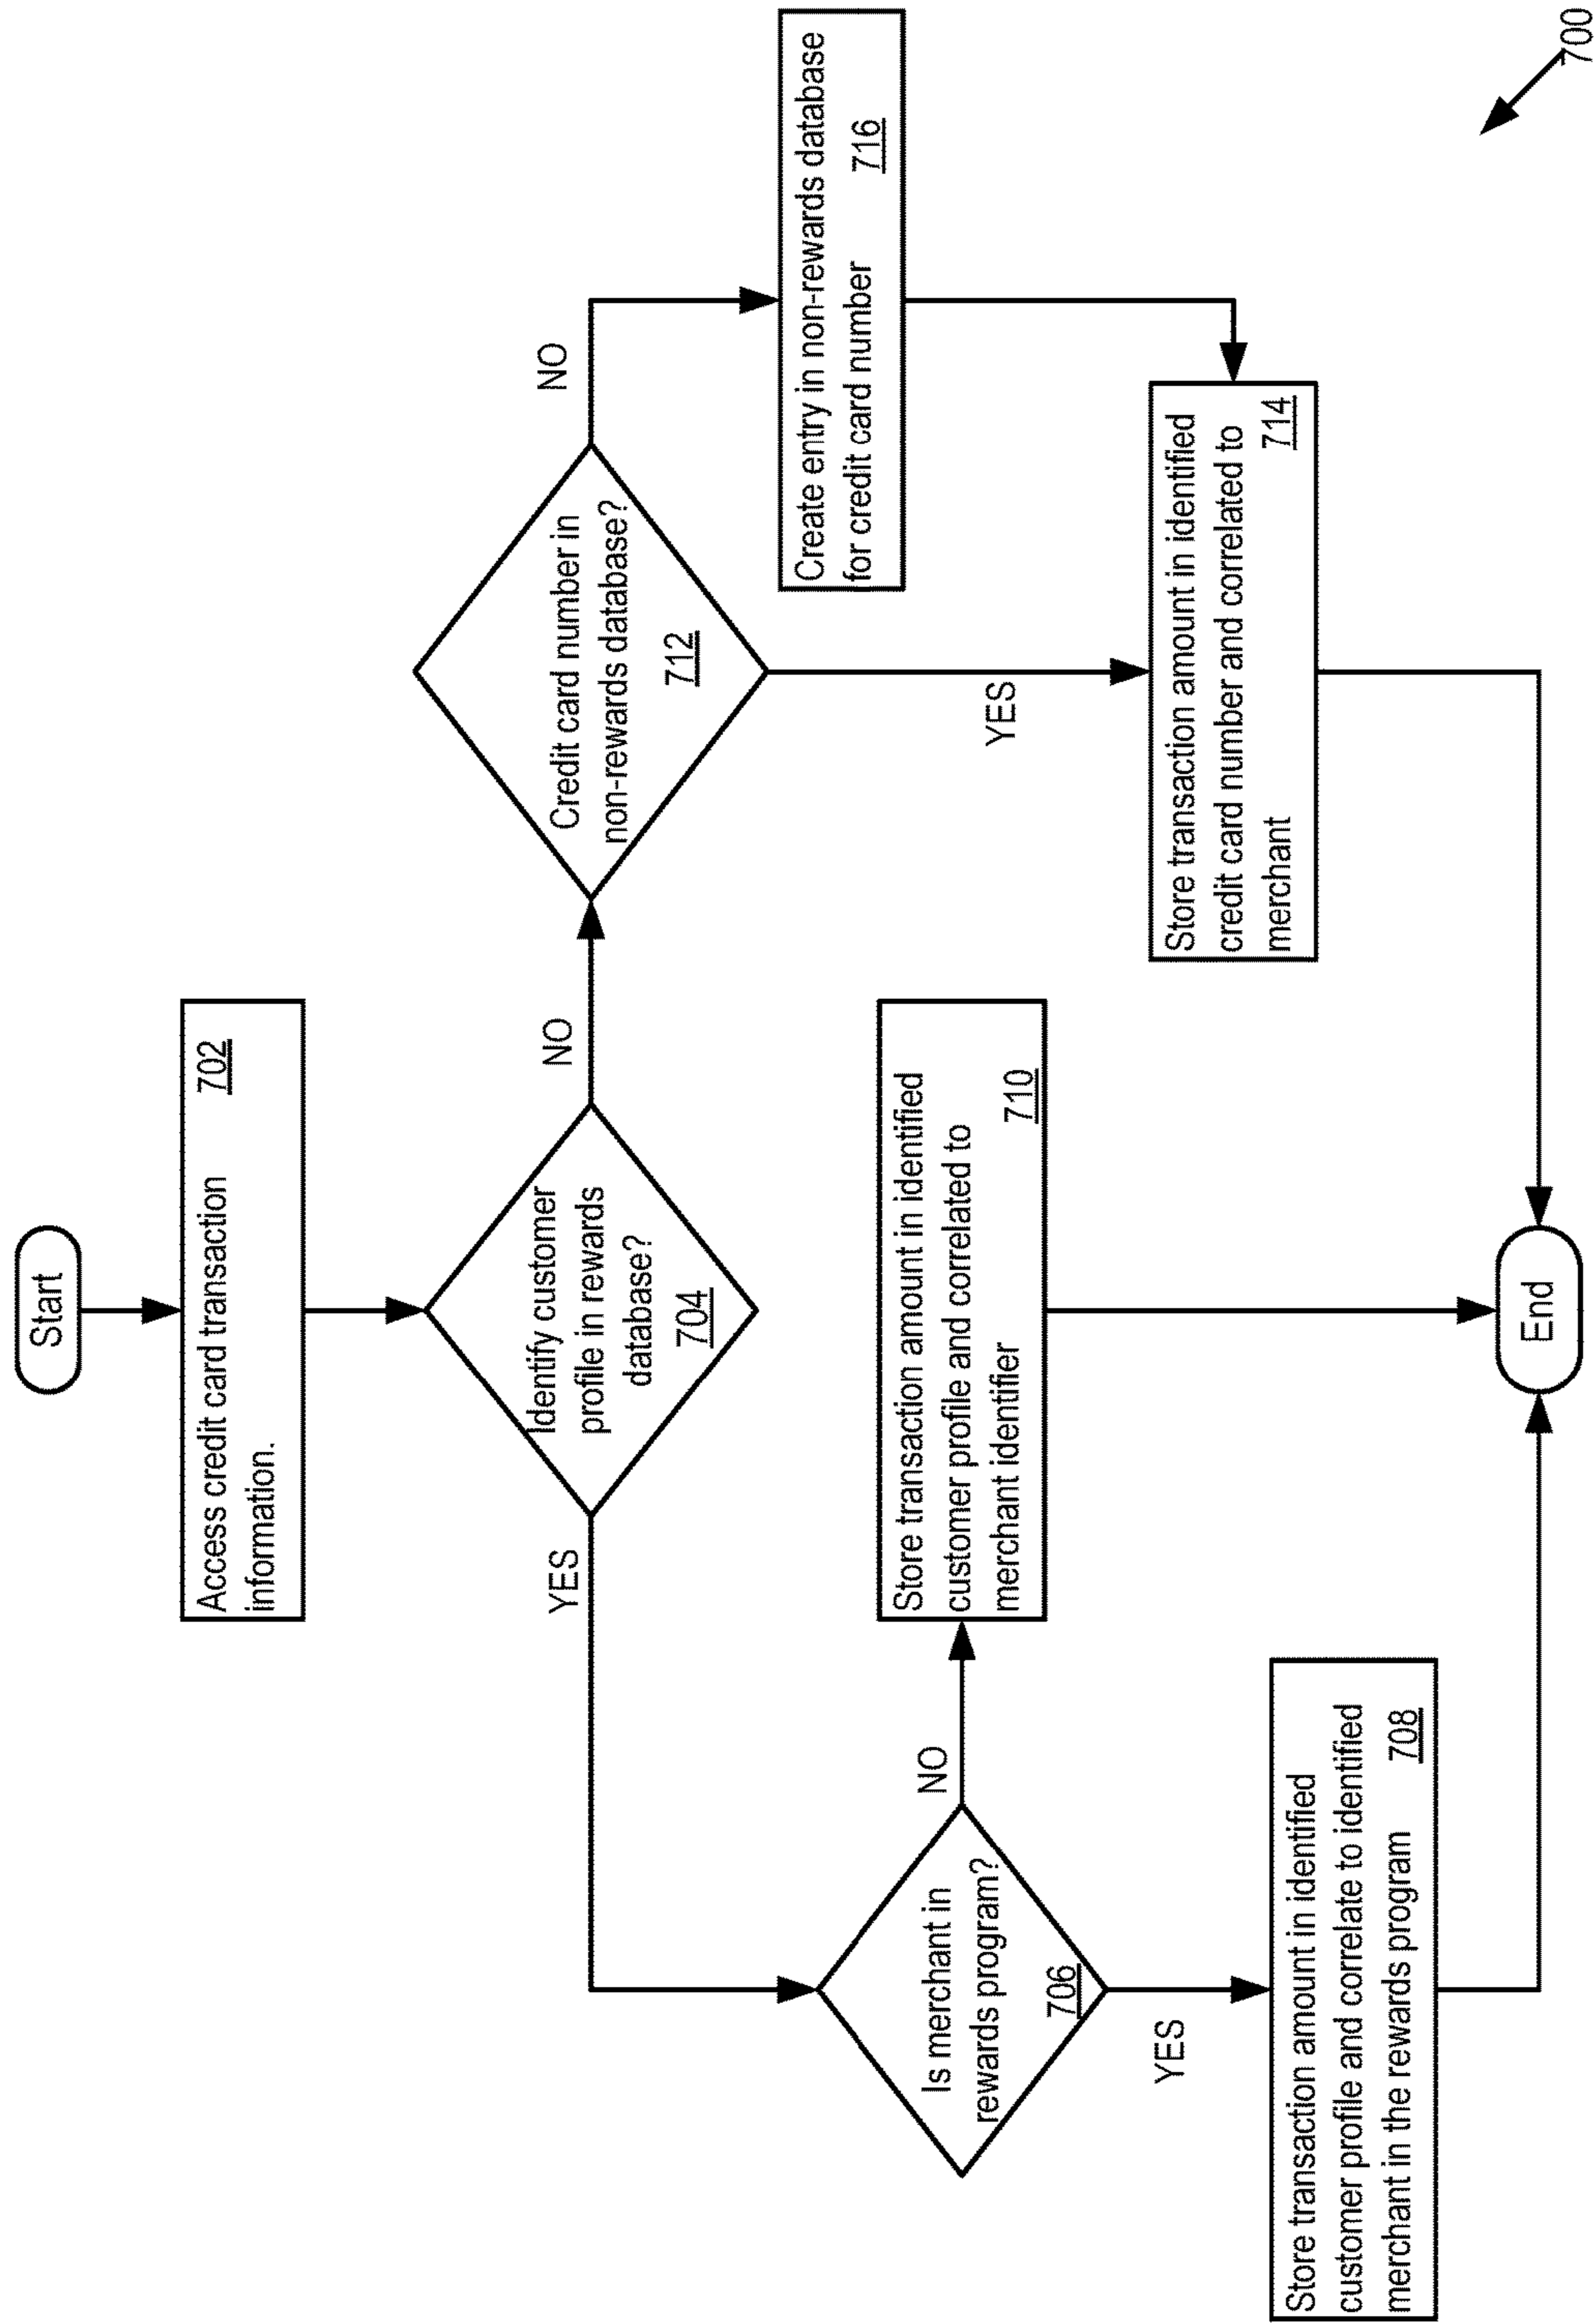 Start
Access credit card transaction
information.
702
Identify customer
profile in rewards
database?
704
YES
NO
Credit card number in
non-rewards database?
712
NO
YES
Create entry in non-rewards database
for credit card number
716
Is merchant in
rewards program?
706
NO
YES
Store transaction amount in identified
customer profile and correlated to
merchant identifier
710
Store transaction amount in identified
credit card number and correlated to
merchant
714
Store transaction amount in identified
customer profile and correlate to identified
merchant in the rewards program 708
End
700